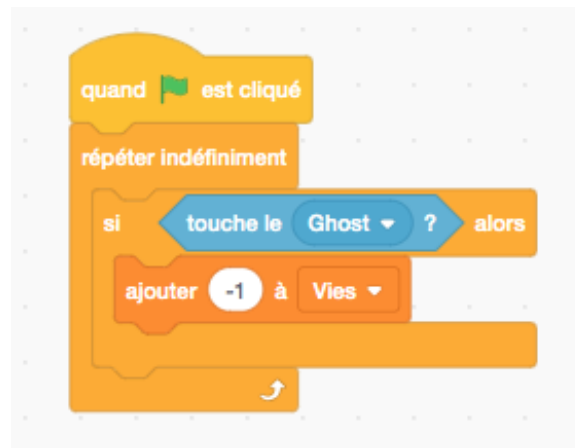 quand est cliqué
répéter indéfiniment
si touche le Ghost ? alors
ajouter -1 à Vies